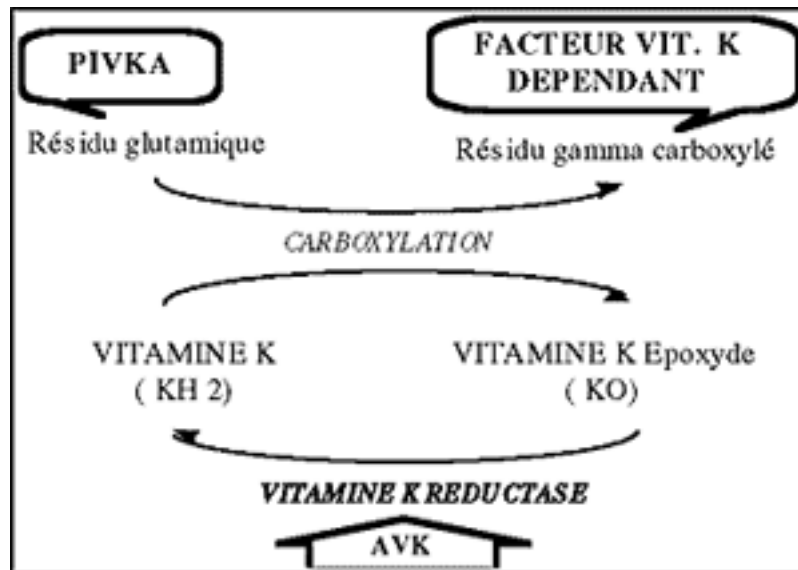 PIVKA
FACTEUR VIT. K
DEPENDANT
Résidu glutamique
Résidu gamma carboxylé
CARBOXYLATION
VITAMINE K
( KH 2)
VITAMINE K Epoxyde
( KO)
VITAMINE K REDUCTASE
AVK